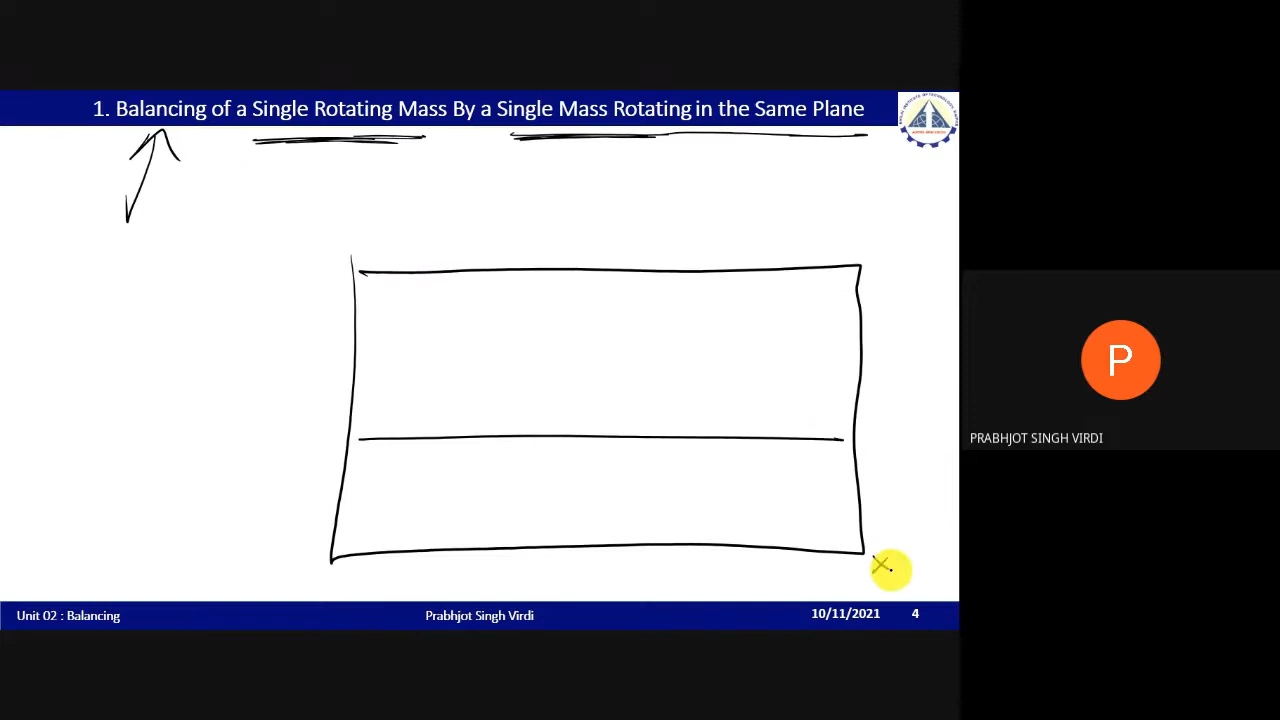 1. Balancing of a Single Rotating Mass By a Single Mass Rotating in the Same Plane
P
PRABHJOT SINGH VIRDI
X
Unit 02 : Balancing
Prabhjot Singh Virdi
10/11/2021
4